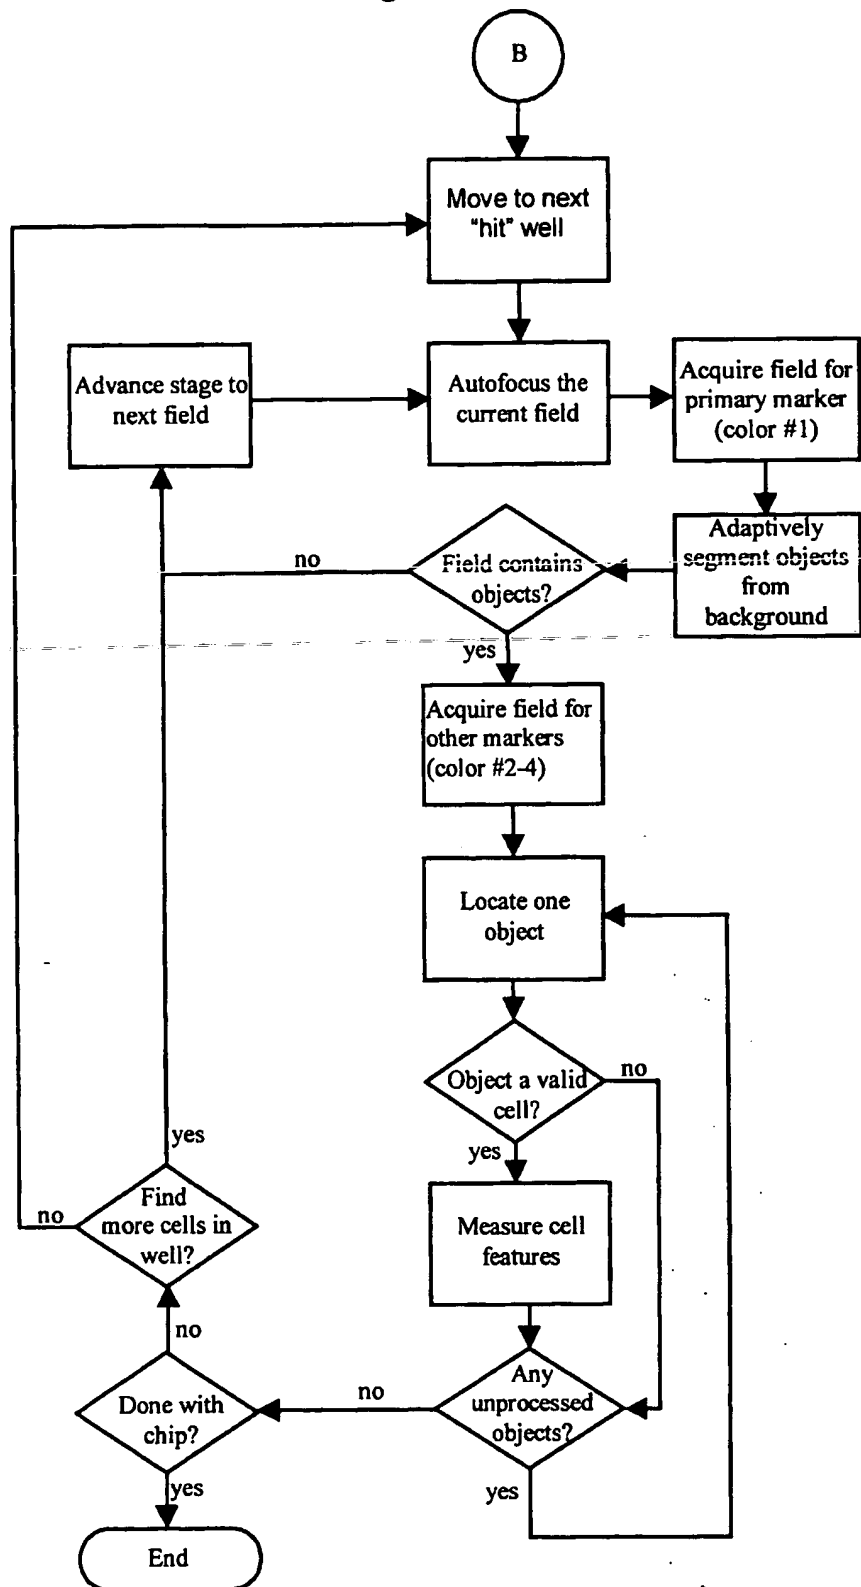 B
Move to next
"hit" well
Advance stage to
next field
Autofocus the
current field
Acquire field for
primary marker
(color #1)
Adaptively
segment objects
from
background
Field contains
objects?
no
yes
Acquire field for
other markers
(color #2-4)
Locate one
object
Object a valid
cell?
no
yes
Measure cell
features
Any
unprocessed
objects?
no
yes
Done with
chip?
no
yes
Find
more cells in
well?
yes
no
End